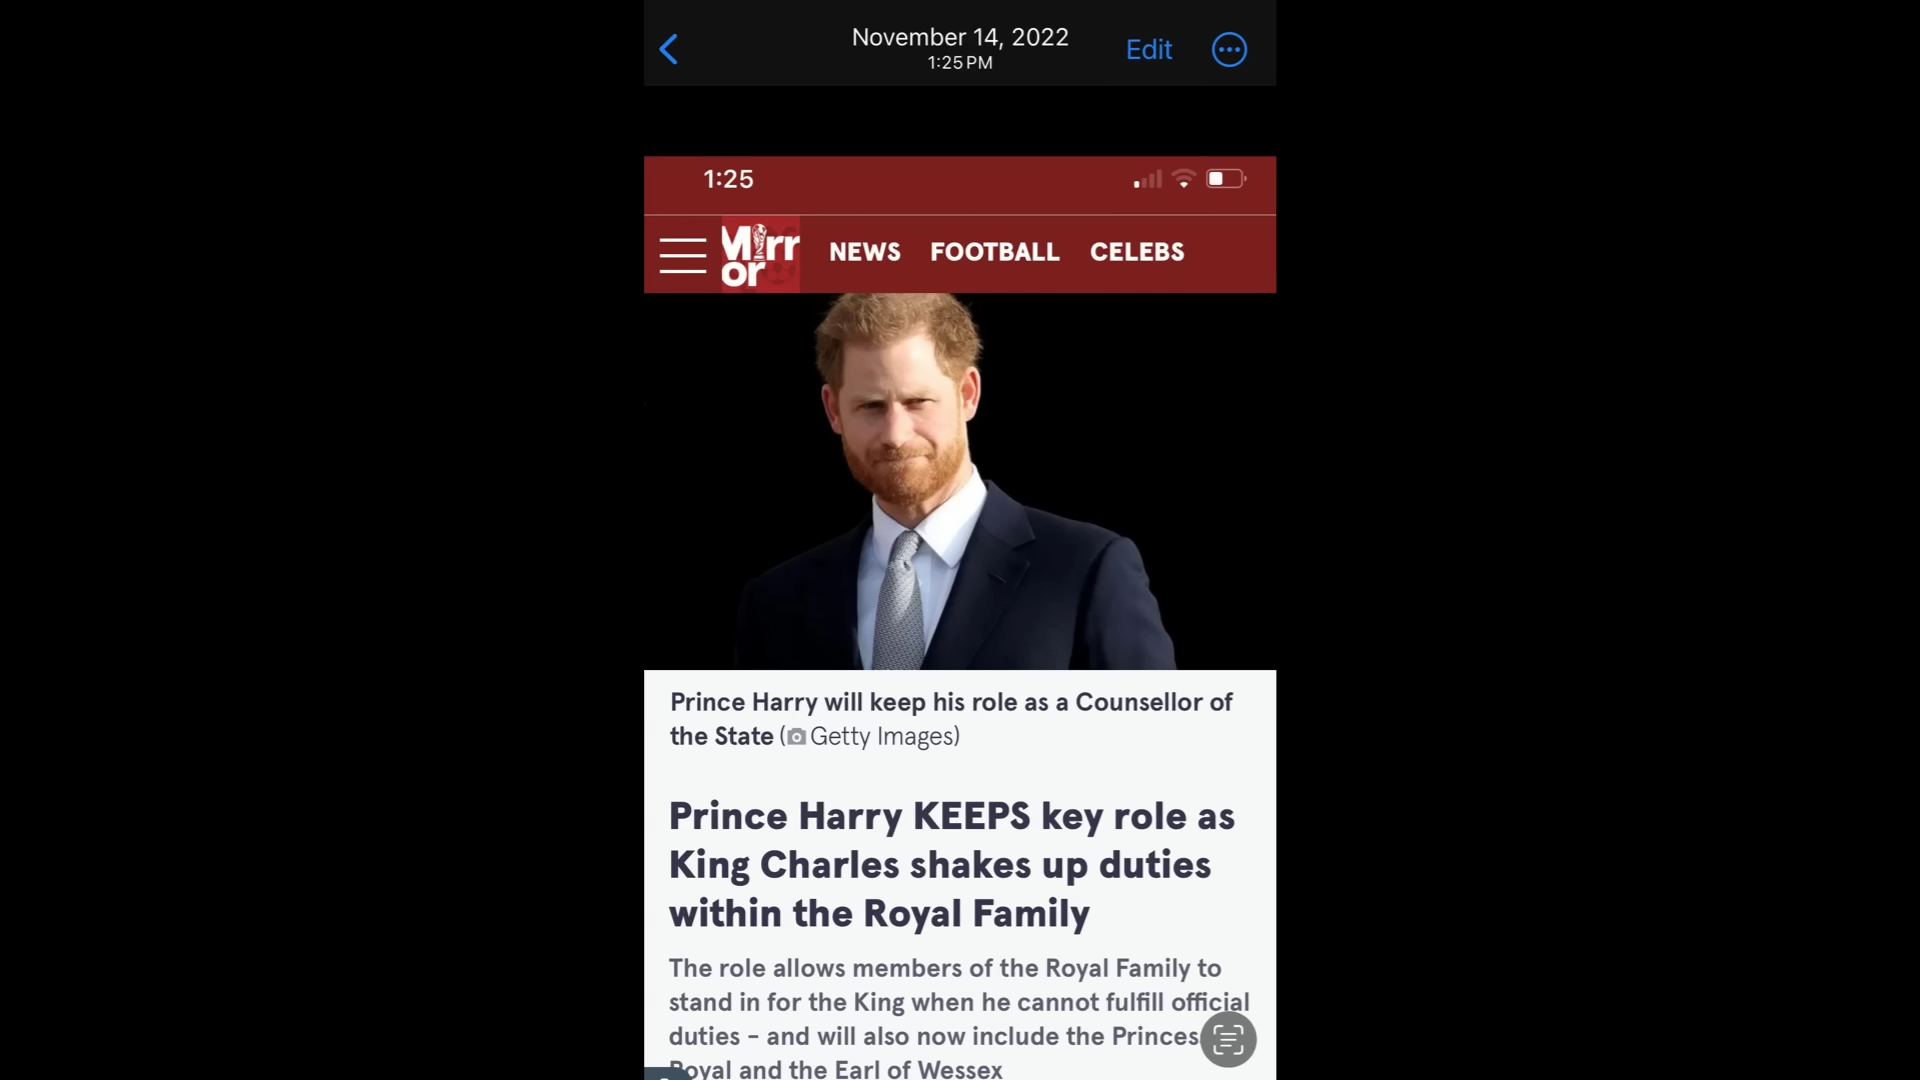 November 14, 2022
1:25 PM
Edit
1:25
Mirr
or
NEWS FOOTBALL CELEBS
Prince Harry will keep his role as a Counsellor of
the State (Getty Images)
Prince Harry KEEPS key role as
King Charles shakes up duties
within the Royal Family
The role allows members of the Royal Family to
stand in for the King when he cannot fulfill official
duties – and will also now include the Princess
Royal and the Earl of Wessex